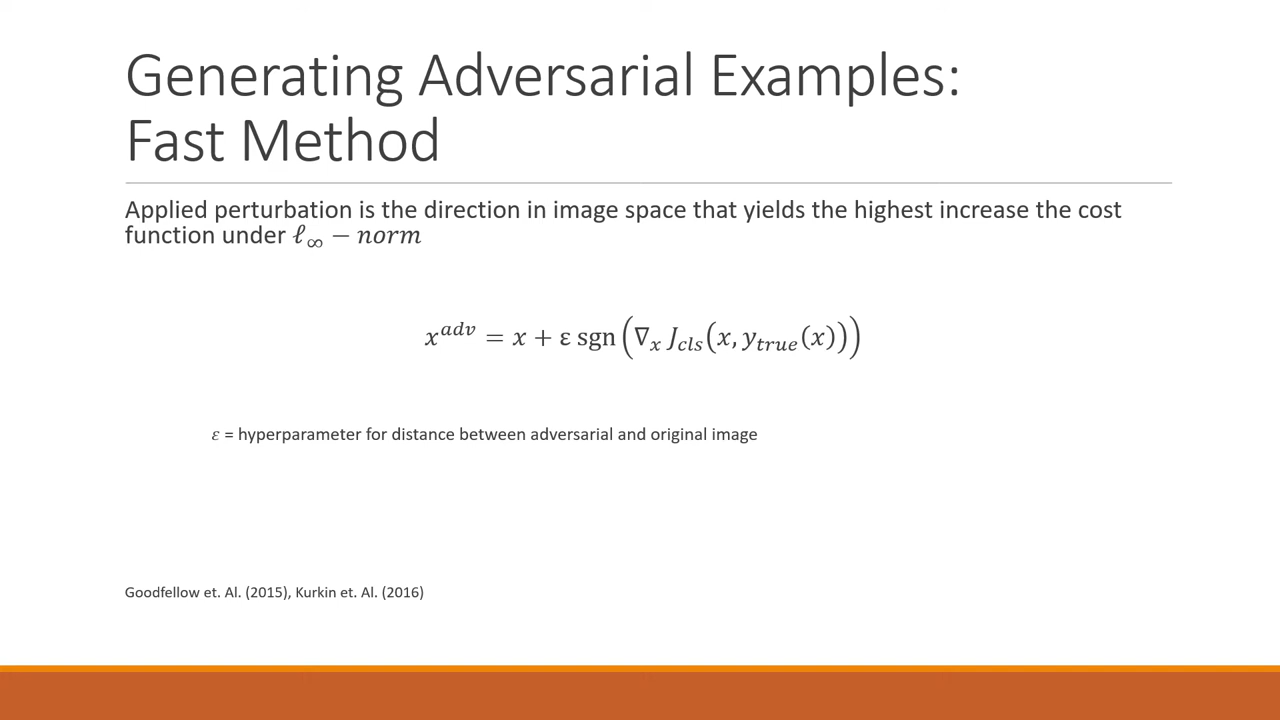 Generating Adversarial Examples:
Fast Method
Applied perturbation is the direction in image space that yields the highest increase the cost
function under ℓ∞ − norm
x^adv = x + ε sgn(∇x Jcls(x, ytrue(x)))
ε = hyperparameter for distance between adversarial and original image
Goodfellow et. Al. (2015), Kurkin et. Al. (2016)